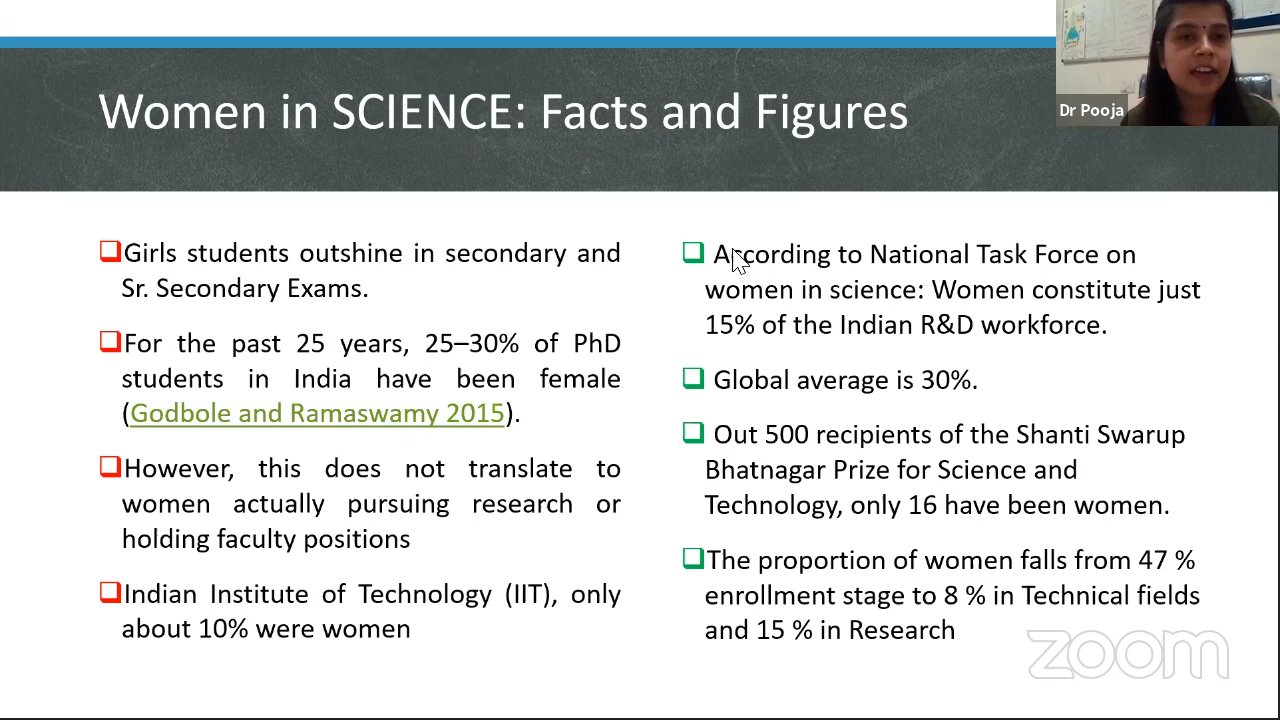 Women in SCIENCE: Facts and Figures
Dr Pooja
Girls students outshine in secondary and
Sr. Secondary Exams.
For the past 25 years, 25–30% of PhD
students in India have been female
(Godbole and Ramaswamy 2015).
However, this does not translate to
women actually pursuing research or
holding faculty positions
Indian Institute of Technology (IIT), only
about 10% were women
According to National Task Force on
women in science: Women constitute just
15% of the Indian R&D workforce.
Global average is 30%.
Out 500 recipients of the Shanti Swarup
Bhatnagar Prize for Science and
Technology, only 16 have been women.
The proportion of women falls from 47 %
enrollment stage to 8 % in Technical fields
and 15 % in Research
zoom